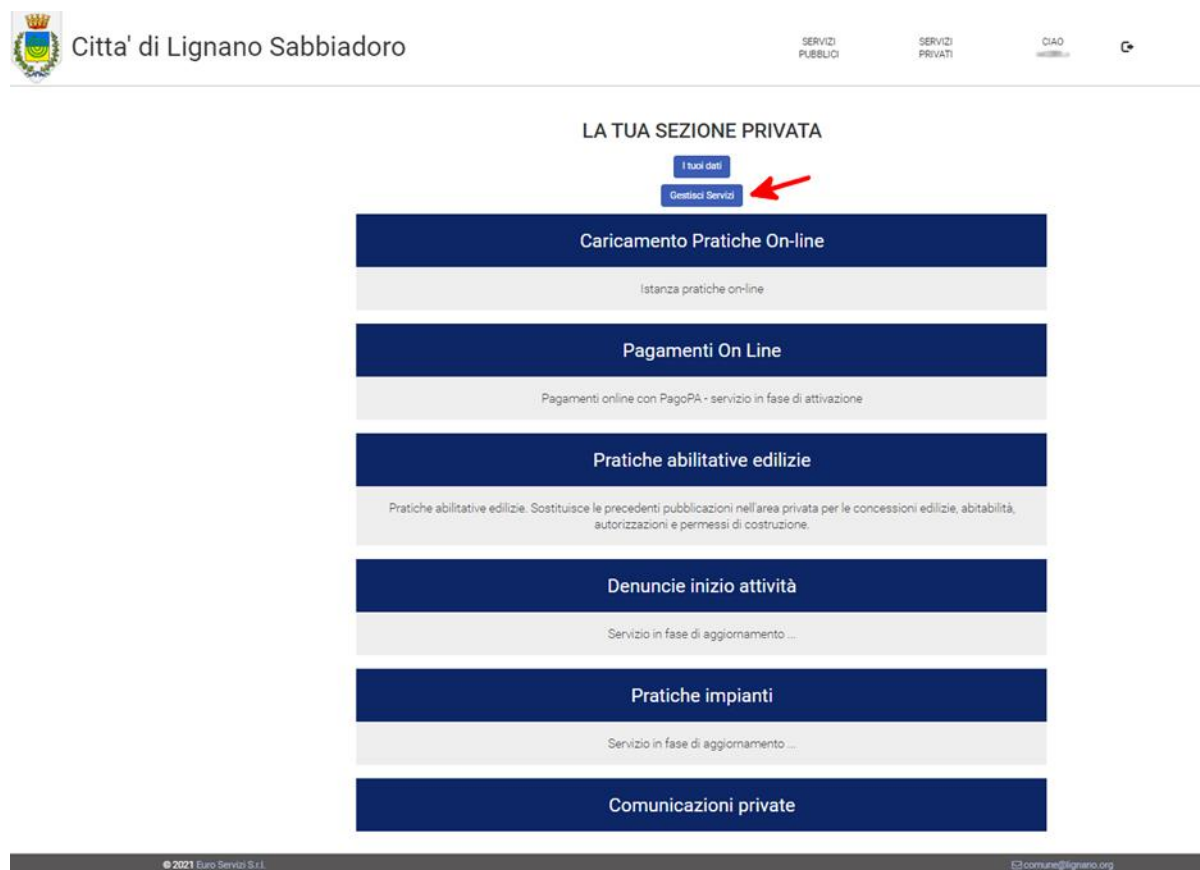 Citta' di Lignano Sabbiadoro
SERVIZI
PUBBLICI
SERVIZI
PRIVATI
CIAO
LA TUA SEZIONE PRIVATA
I tuoi dati
Gestisci Servizi
Caricamento Pratiche On-line
Istanza pratiche on-line
Pagamenti On Line
Pagamenti online con PagoPA - servizio in fase di attivazione
Pratiche abilitative edilizie
Pratiche abilitative edilizie. Sostituisce le precedenti pubblicazioni nell'area privata per le concessioni edilizie, abitabilità,
autorizzazioni e permessi di costruzione.
Denuncie inizio attività
Servizio in fase di aggiornamento ...
Pratiche impianti
Servizio in fase di aggiornamento ...
Comunicazioni private
© 2021 Euro Servizi S.r.l.
comune@lignano.org